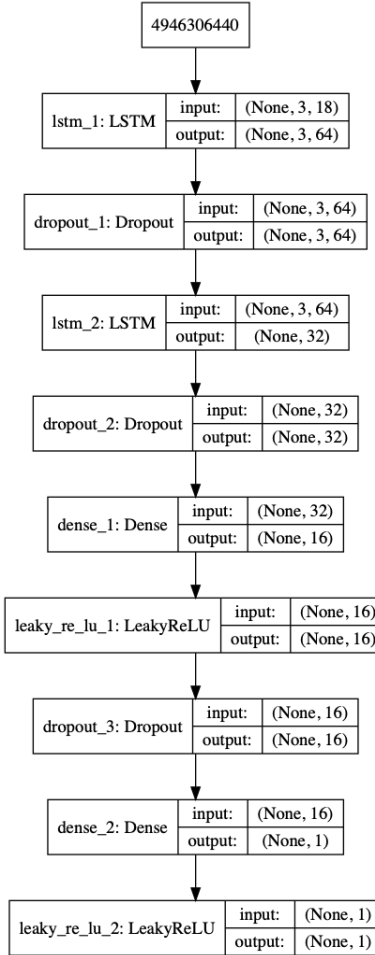 4946306440
lstm_1: LSTM
input: (None, 3, 18)
output: (None, 3, 64)
dropout_1: Dropout
input: (None, 3, 64)
output: (None, 3, 64)
lstm_2: LSTM
input: (None, 3, 64)
output: (None, 32)
dropout_2: Dropout
input: (None, 32)
output: (None, 32)
dense_1: Dense
input: (None, 32)
output: (None, 16)
leaky_re_lu_1: LeakyReLU
input: (None, 16)
output: (None, 16)
dropout_3: Dropout
input: (None, 16)
output: (None, 16)
dense_2: Dense
input: (None, 16)
output: (None, 1)
leaky_re_lu_2: LeakyReLU
input: (None, 1)
output: (None, 1)